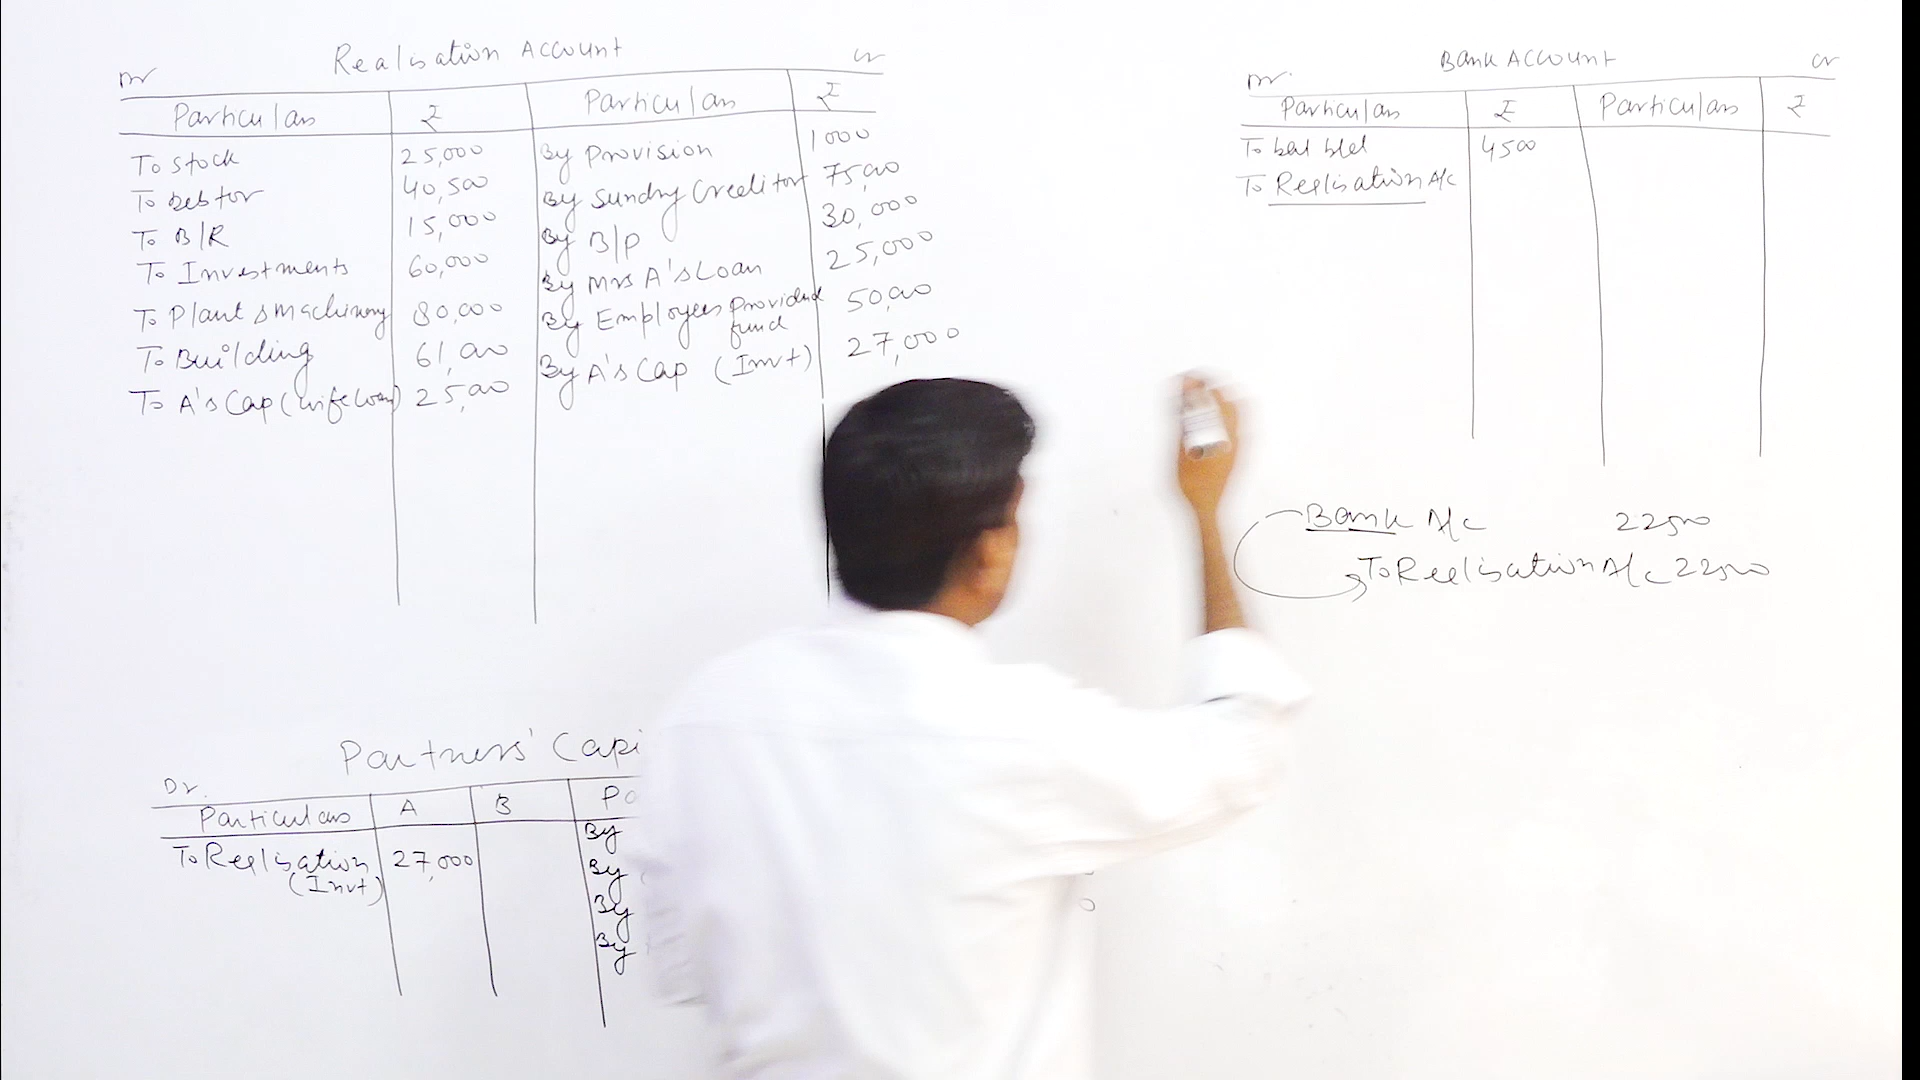 Realisation Account
Dr Cr
Particulars ₹ Particulars ₹
To Stock 25,000 By Provision 1000
To Debtor 40,500 By Sundry Creditor 75,000
To B/R 15,000 By B/P 30,000
To Investments 60,000 By Mrs A's Loan 25,000
To Plant & Machinery 80,000 By Employees Provident fund 50,000
To Building 61,000 By A's Cap (Invt) 27,000
To A's Cap (wife loan) 25,000
Bank Account
Dr. Cr
Particulars ₹ Particulars ₹
To bal b/d 4500
To Realisation A/c
Bank A/c 22500
To Realisation A/c 22500
Partners' Capi
Dr.
Particulars A B Pa
To Realisation 27,000 By
(Invt) By
By
By